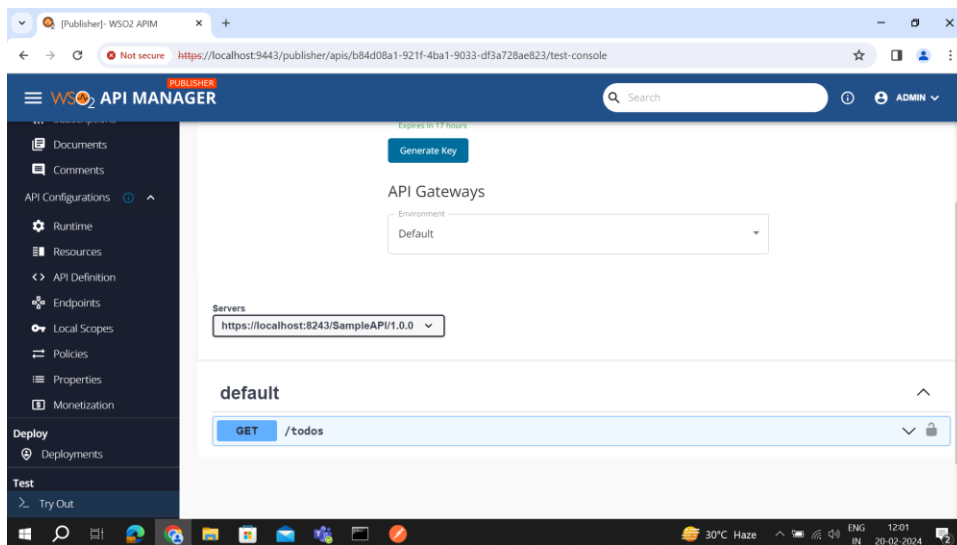 [Publisher]- WSO2 APIM
Not secure https://localhost:9443/publisher/apis/b84d08a1-921f-4ba1-9033-df3a728ae823/test-console
PUBLISHER
WSO2 API MANAGER
Search
ADMIN
Subscriptions
Documents
Comments
API Configurations
Runtime
Resources
API Definition
Endpoints
Local Scopes
Policies
Properties
Monetization
Deploy
Deployments
Test
Try Out
Expires in 17 hours
Generate Key
API Gateways
Environment
Default
Servers
https://localhost:8243/SampleAPI/1.0.0
default
GET /todos
30°C Haze
ENG
IN
12:01
20-02-2024
2